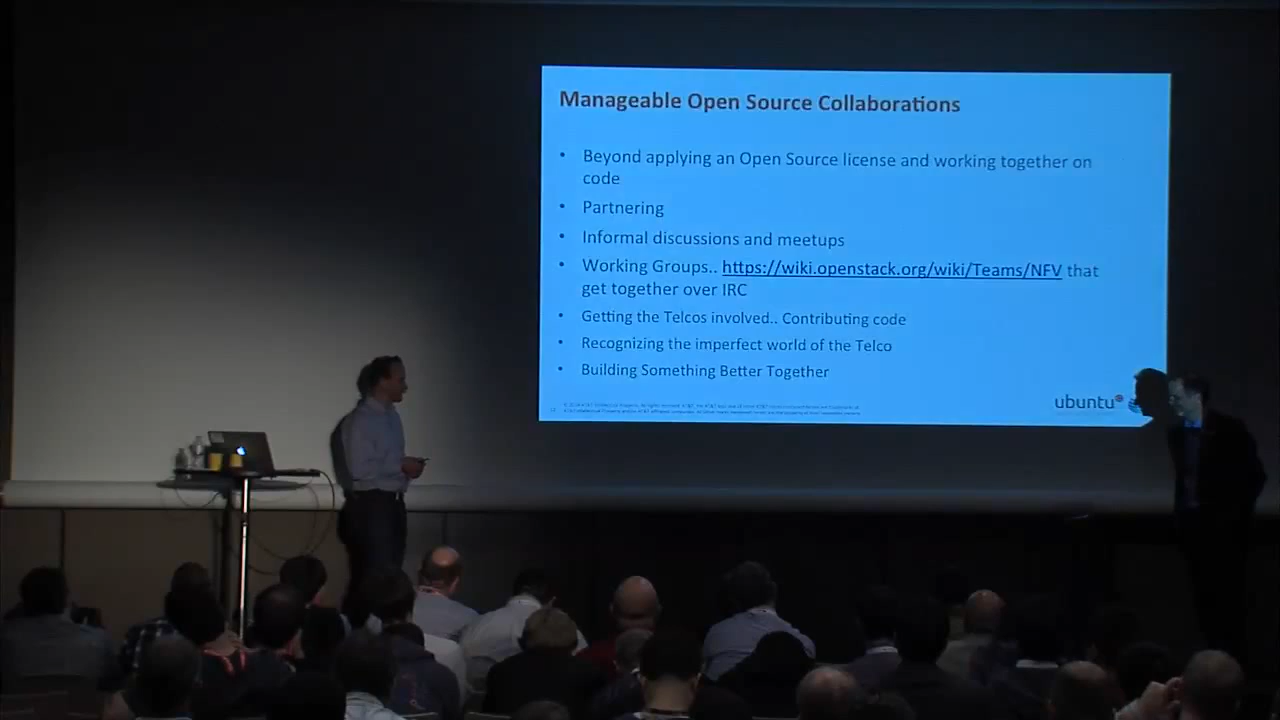 Manageable Open Source Collaborations
• Beyond applying an Open Source license and working together on
code
• Partnering
• Informal discussions and meetups
• Working Groups.. https://wiki.openstack.org/wiki/Teams/NFV that
get together over IRC
• Getting the Telcos involved.. Contributing code
• Recognizing the imperfect world of the Telco
• Building Something Better Together
ubuntu